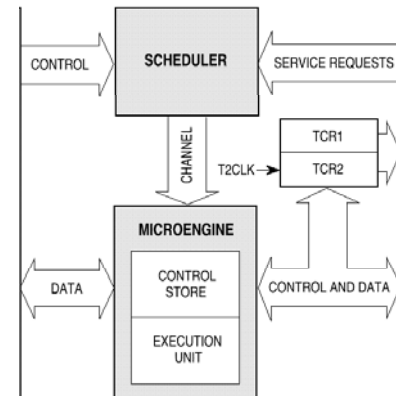 CONTROL
SCHEDULER
SERVICE REQUESTS
CHANNEL
TCR1
T2CLK
TCR2
MICROENGINE
CONTROL
STORE
DATA
CONTROL AND DATA
EXECUTION
UNIT